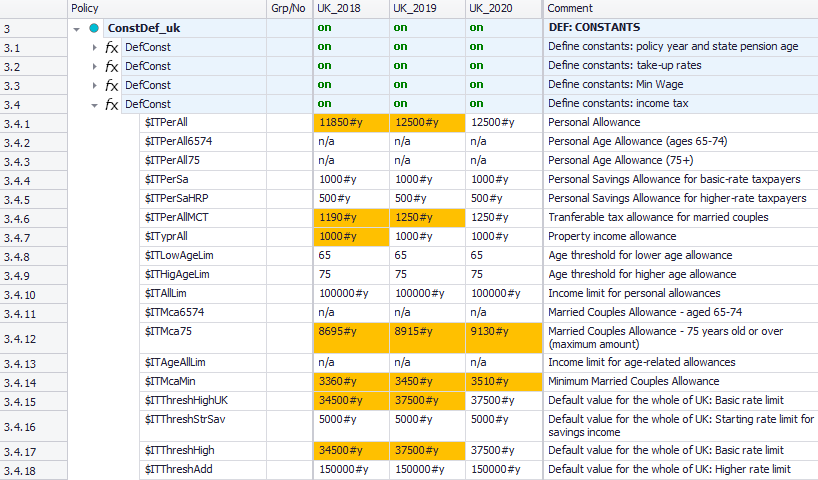 Policy Grp/No UK_2018 UK_2019 UK_2020 Comment
3 ConstDef_uk on on on DEF: CONSTANTS
3.1 fx DefConst on on on Define constants: policy year and state pension age
3.2 fx DefConst on on on Define constants: take-up rates
3.3 fx DefConst on on on Define constants: Min Wage
3.4 fx DefConst on on on Define constants: income tax
3.4.1 $ITPerAll 11850#y 12500#y 12500#y Personal Allowance
3.4.2 $ITPerAll6574 n/a n/a n/a Personal Age Allowance (ages 65-74)
3.4.3 $ITPerAll75 n/a n/a n/a Personal Age Allowance (75+)
3.4.4 $ITPerSa 1000#y 1000#y 1000#y Personal Savings Allowance for basic-rate taxpayers
3.4.5 $ITPerSaHRP 500#y 500#y 500#y Personal Savings Allowance for higher-rate taxpayers
3.4.6 $ITPerAllMCT 1190#y 1250#y 1250#y Tranferable tax allowance for married couples
3.4.7 $ITyprAll 1000#y 1000#y 1000#y Property income allowance
3.4.8 $ITLowAgeLim 65 65 65 Age threshold for lower age allowance
3.4.9 $ITHigAgeLim 75 75 75 Age threshold for higher age allowance
3.4.10 $ITAllLim 100000#y 100000#y 100000#y Income limit for personal allowances
3.4.11 $ITMca6574 n/a n/a n/a Married Couples Allowance - aged 65-74
3.4.12 $ITMca75 8695#y 8915#y 9130#y Married Couples Allowance - 75 years old or over
(maximum amount)
3.4.13 $ITAgeAllLim n/a n/a n/a Income limit for age-related allowances
3.4.14 $ITMcaMin 3360#y 3450#y 3510#y Minimum Married Couples Allowance
3.4.15 $ITThreshHighUK 34500#y 37500#y 37500#y Default value for the whole of UK: Basic rate limit
3.4.16 $ITThreshStrSav 5000#y 5000#y 5000#y Default value for the whole of UK: Starting rate limit for
savings income
3.4.17 $ITThreshHigh 34500#y 37500#y 37500#y Default value for the whole of UK: Basic rate limit
3.4.18 $ITThreshAdd 150000#y 150000#y 150000#y Default value for the whole of UK: Higher rate limit